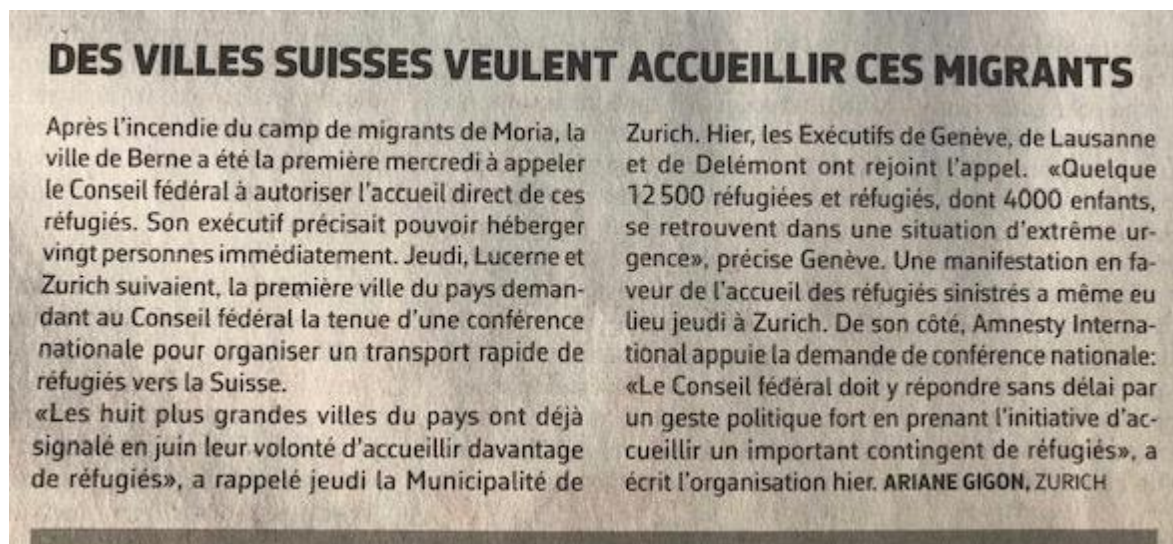 DES VILLES SUISSES VEULENT ACCUEILLIR CES MIGRANTS
Après l'incendie du camp de migrants de Moria, la
ville de Berne a été la première mercredi à appeler
le Conseil fédéral à autoriser l'accueil direct de ces
réfugiés. Son exécutif précisait pouvoir héberger
vingt personnes immédiatement. Jeudi, Lucerne et
Zurich suivaient, la première ville du pays deman-
dant au Conseil fédéral la tenue d'une conférence
nationale pour organiser un transport rapide de
réfugiés vers la Suisse.
«Les huit plus grandes villes du pays ont déjà
signalé en juin leur volonté d'accueillir davantage
de réfugiés», a rappelé jeudi la Municipalité de
Zurich. Hier, les Exécutifs de Genève, de Lausanne
et de Delémont ont rejoint l'appel. «Quelque
12 500 réfugiées et réfugiés, dont 4000 enfants,
se retrouvent dans une situation d'extrême ur-
gence», précise Genève. Une manifestation en fa-
veur de l'accueil des réfugiés sinistrés a même eu
lieu jeudi à Zurich. De son côté, Amnesty Interna-
tional appuie la demande de conférence nationale:
«Le Conseil fédéral doit y répondre sans délai par
un geste politique fort en prenant l'initiative d'ac-
cueillir un important contingent de réfugiés», a
écrit l'organisation hier. ARIANE GIGON, ZURICH